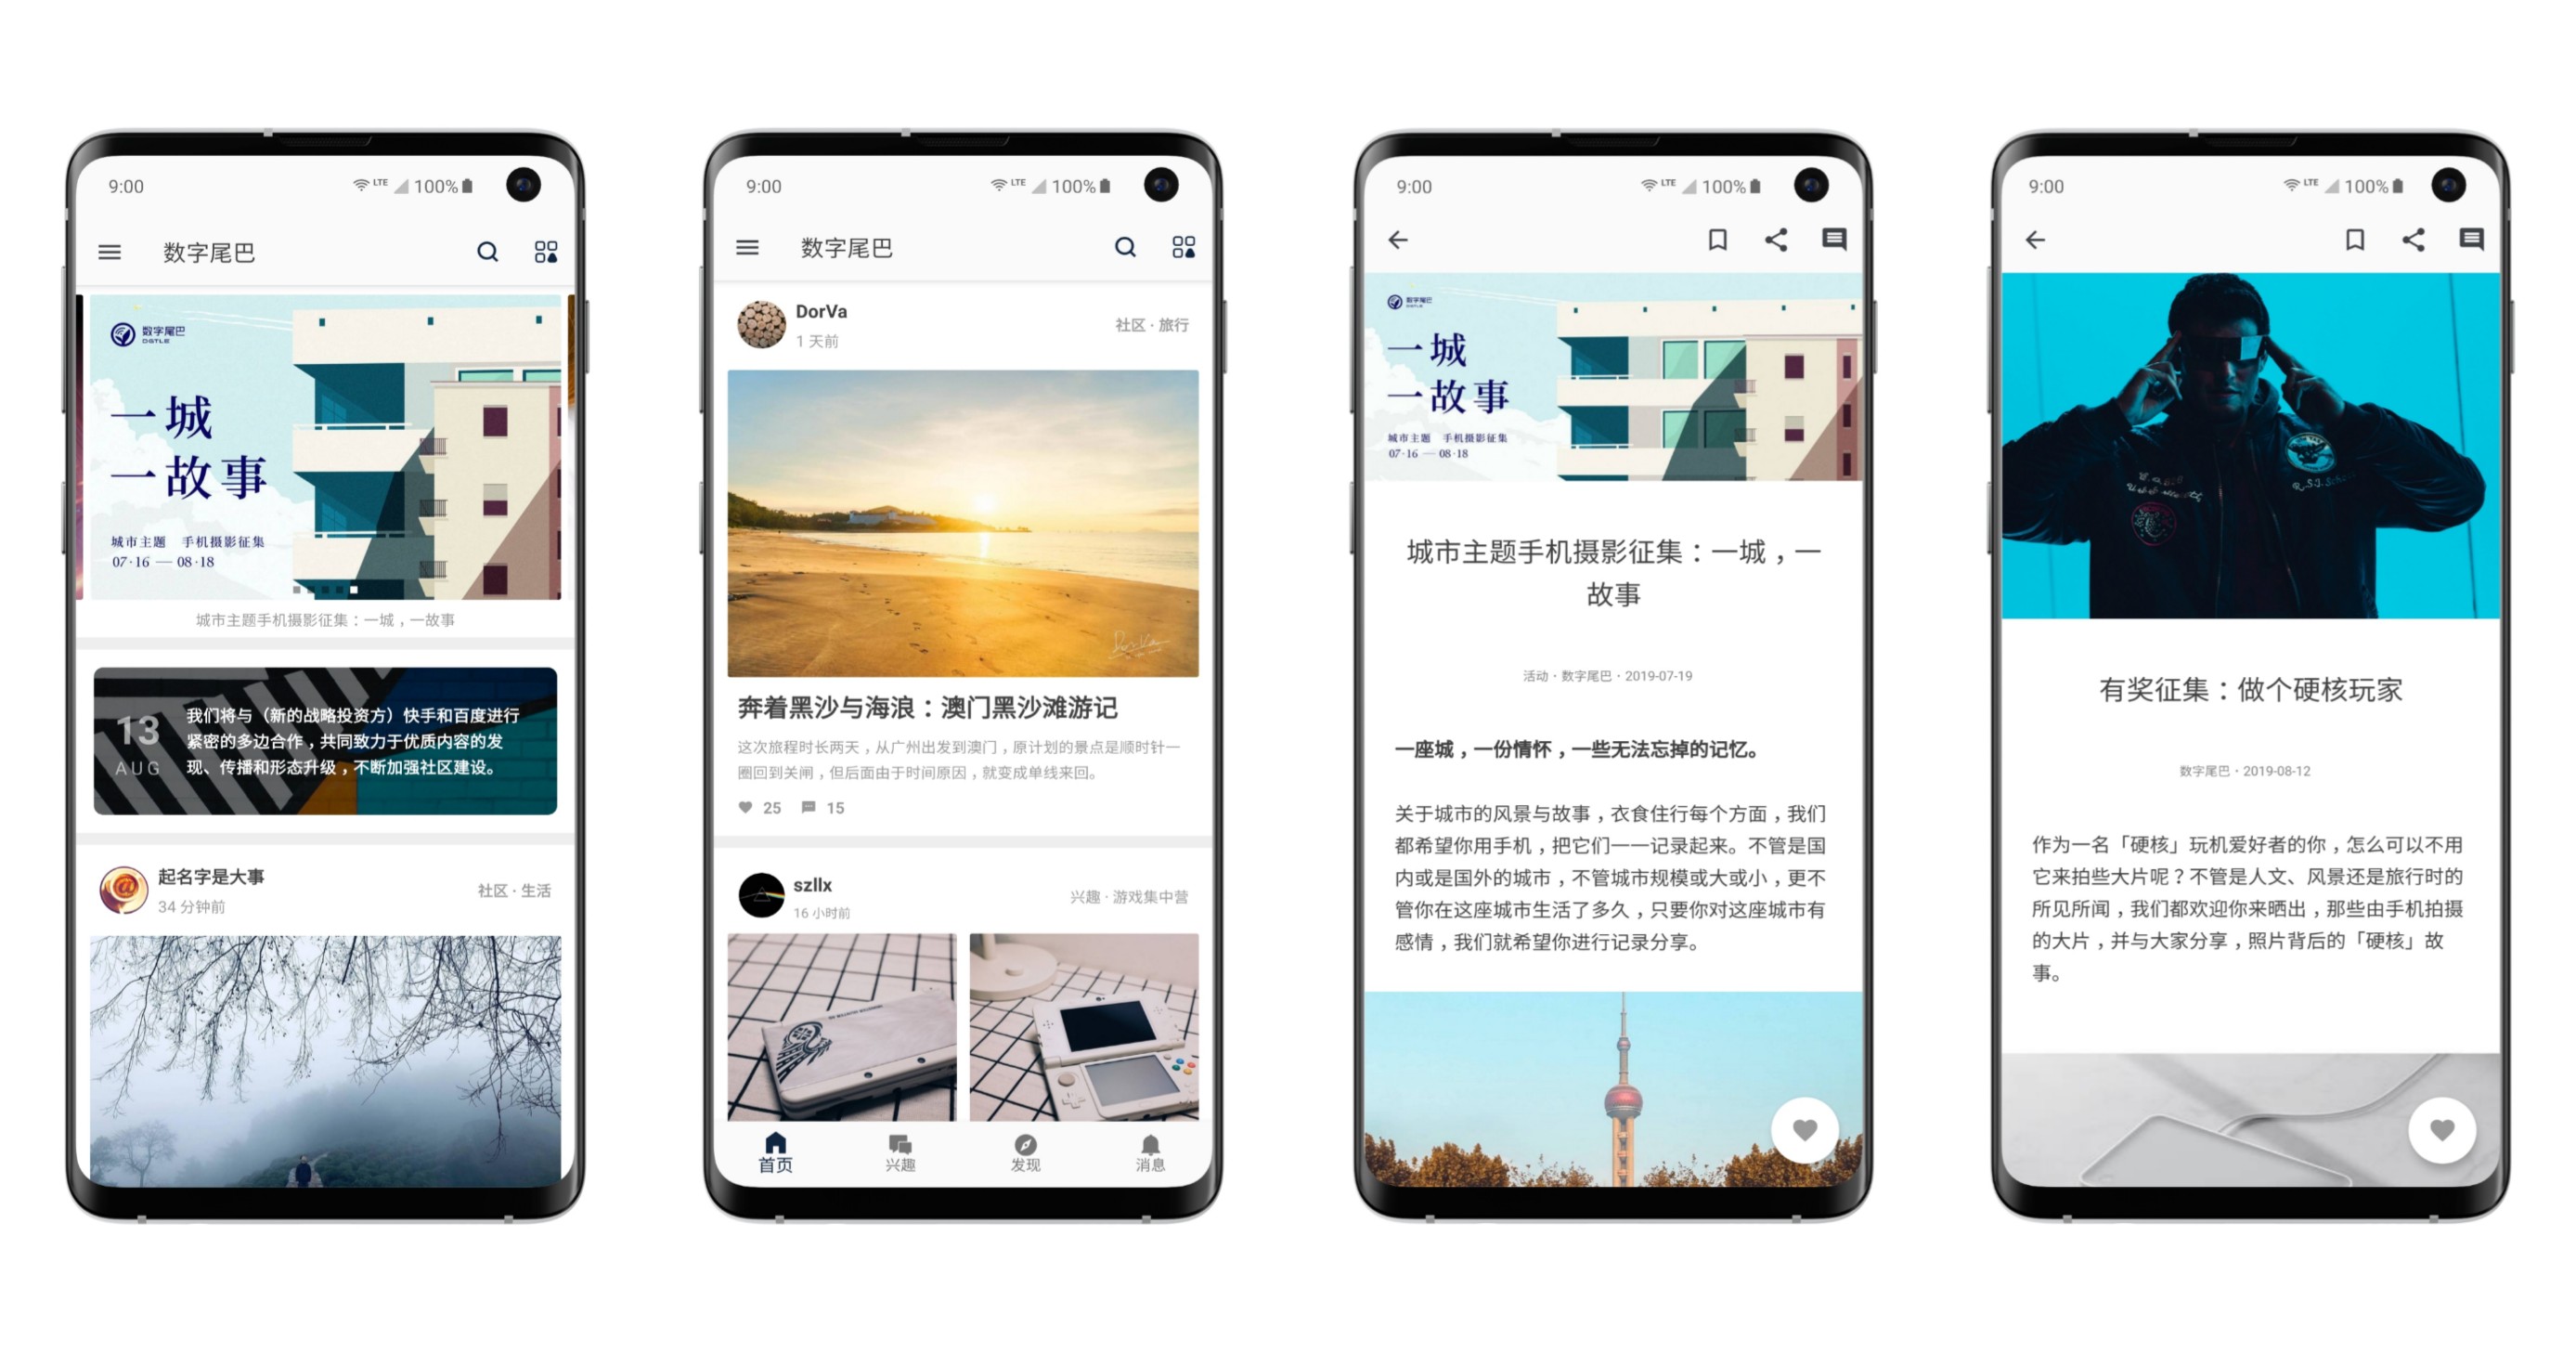 9:00
LTE 100%
数字尾巴
数字尾巴
DGTLE
一城
一故事
城市主题 手机摄影征集
07·16 — 08·18
城市主题手机摄影征集：一城，一故事
13
AUG
我们将与（新的战略投资方）快手和百度进行
紧密的多边合作，共同致力于优质内容的发
现、传播和形态升级，不断加强社区建设。
起名字是大事
34 分钟前
社区 · 生活
9:00
LTE 100%
数字尾巴
DorVa
1 天前
社区 · 旅行
DorVa
奔着黑沙与海浪：澳门黑沙滩游记
这次旅程时长两天，从广州出发到澳门，原计划的景点是顺时针一
圈回到关闸，但后面由于时间原因，就变成单线来回。
25 15
szllx
16 小时前
兴趣 · 游戏集中营
首页
兴趣
发现
消息
9:00
LTE 100%
数字尾巴
DGTLE
一城
一故事
城市主题 手机摄影征集
07·16 — 08·18
城市主题手机摄影征集：一城，一
故事
活动 · 数字尾巴 · 2019-07-19
一座城，一份情怀，一些无法忘掉的记忆。
关于城市的风景与故事，衣食住行每个方面，我们
都希望你用手机，把它们一一记录起来。不管是国
内或是国外的城市，不管城市规模或大或小，更不
管你在这座城市生活了多久，只要你对这座城市有
感情，我们就希望你进行记录分享。
9:00
LTE 100%
有奖征集：做个硬核玩家
数字尾巴 · 2019-08-12
作为一名「硬核」玩机爱好者的你，怎么可以不用
它来拍些大片呢？不管是人文、风景还是旅行时的
所见所闻，我们都欢迎你来晒出，那些由手机拍摄
的大片，并与大家分享，照片背后的「硬核」故
事。